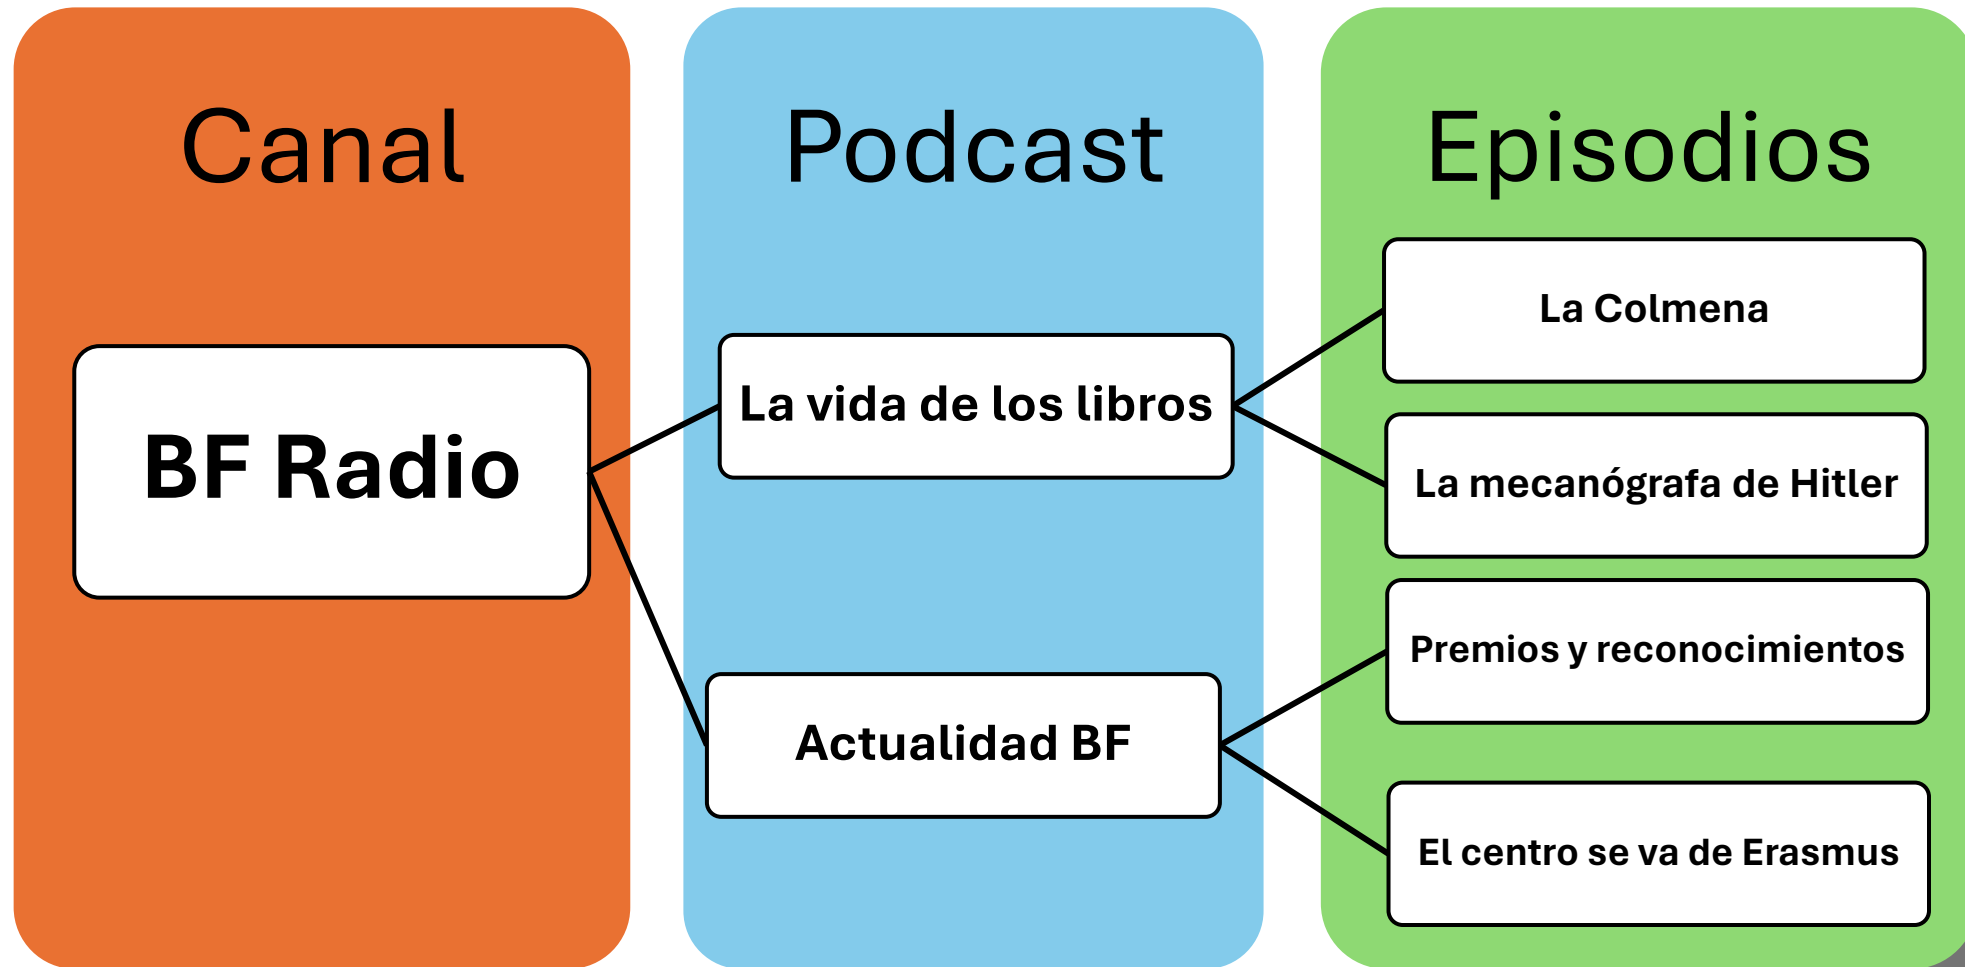 Canal
Podcast
Episodios
BF Radio
La vida de los libros
Actualidad BF
La Colmena
La mecanógrafa de Hitler
Premios y reconocimientos
El centro se va de Erasmus